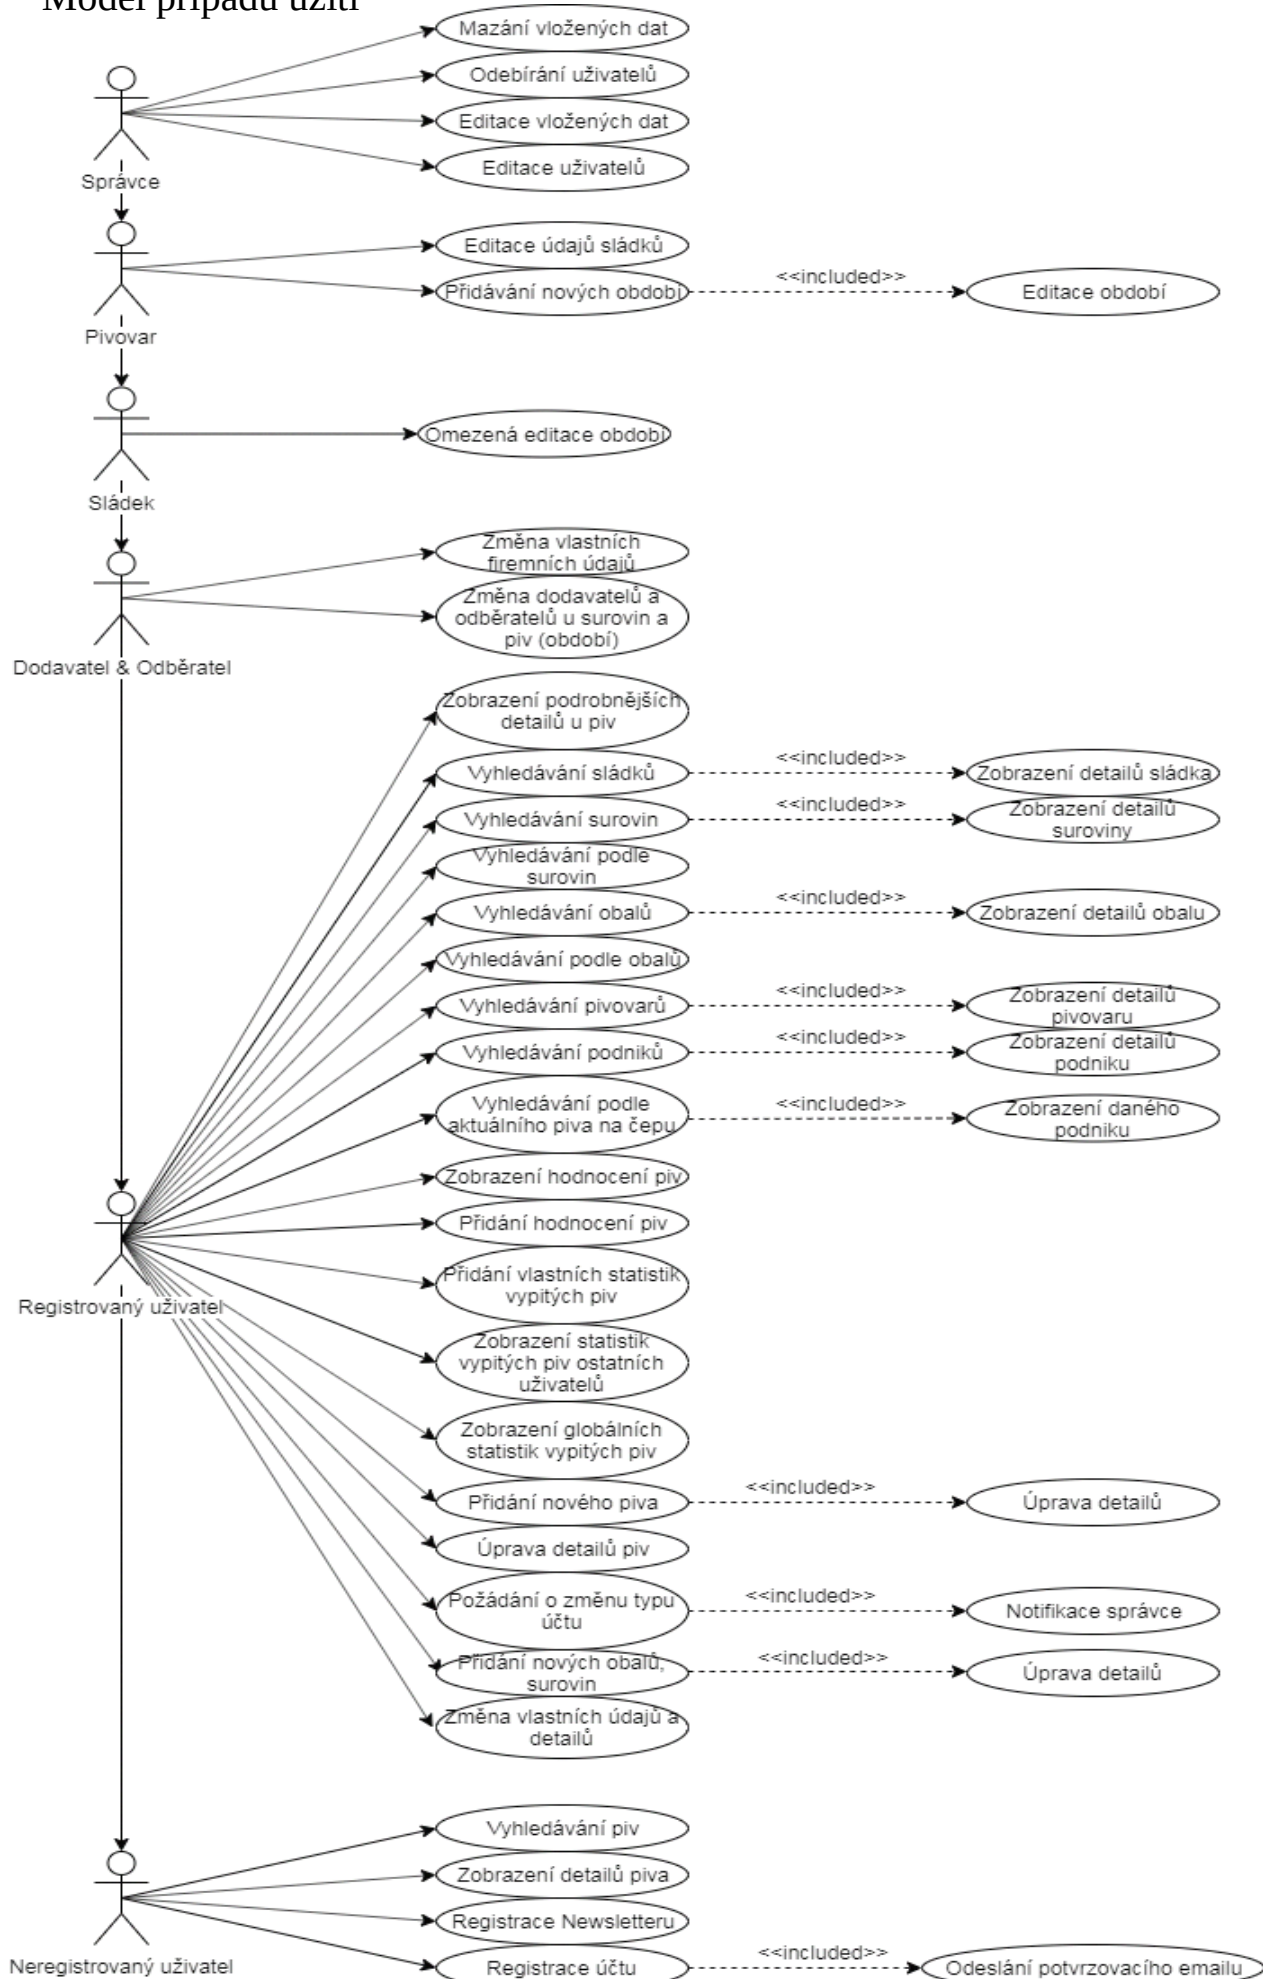 Model případů užití
Mazání vložených dat
Odebírání uživatelů
Editace vložených dat
Editace uživatelů
Správce
Editace údajů sládků
Přidávání nových období
<<included>>
Editace období
Pivovar
Omezená editace období
Sládek
Změna vlastních
firemních údajů
Změna dodavatelů a
odběratelů u surovin a
piv (období)
Dodavatel & Odběratel
Zobrazení podrobnějších
detailů u piv
Vyhledávání sládků
<<included>>
Zobrazení detailů sládka
Vyhledávání surovin
<<included>>
Zobrazení detailů
suroviny
Vyhledávání podle
surovin
Vyhledávání obalů
<<included>>
Zobrazení detailů obalu
Vyhledávání podle obalů
Vyhledávání pivovarů
<<included>>
Zobrazení detailů
pivovaru
Vyhledávání podniků
<<included>>
Zobrazení detailů
podniku
Vyhledávání podle
aktuálního piva na čepu
<<included>>
Zobrazení daného
podniku
Zobrazení hodnocení piv
Přidání hodnocení piv
Přidání vlastních statistik
vypitých piv
Registrovaný uživatel
Zobrazení statistik
vypitých piv ostatních
uživatelů
Zobrazení globálních
statistik vypitých piv
Přidání nového piva
<<included>>
Úprava detailů
Úprava detailů piv
Požádání o změnu typu
účtu
<<included>>
Notifikace správce
Přidání nových obalů,
surovin
<<included>>
Úprava detailů
Změna vlastních údajů a
detailů
Vyhledávání piv
Zobrazení detailů piva
Registrace Newsletteru
Registrace účtu
<<included>>
Odeslání potvrzovacího emailu
Neregistrovaný uživatel